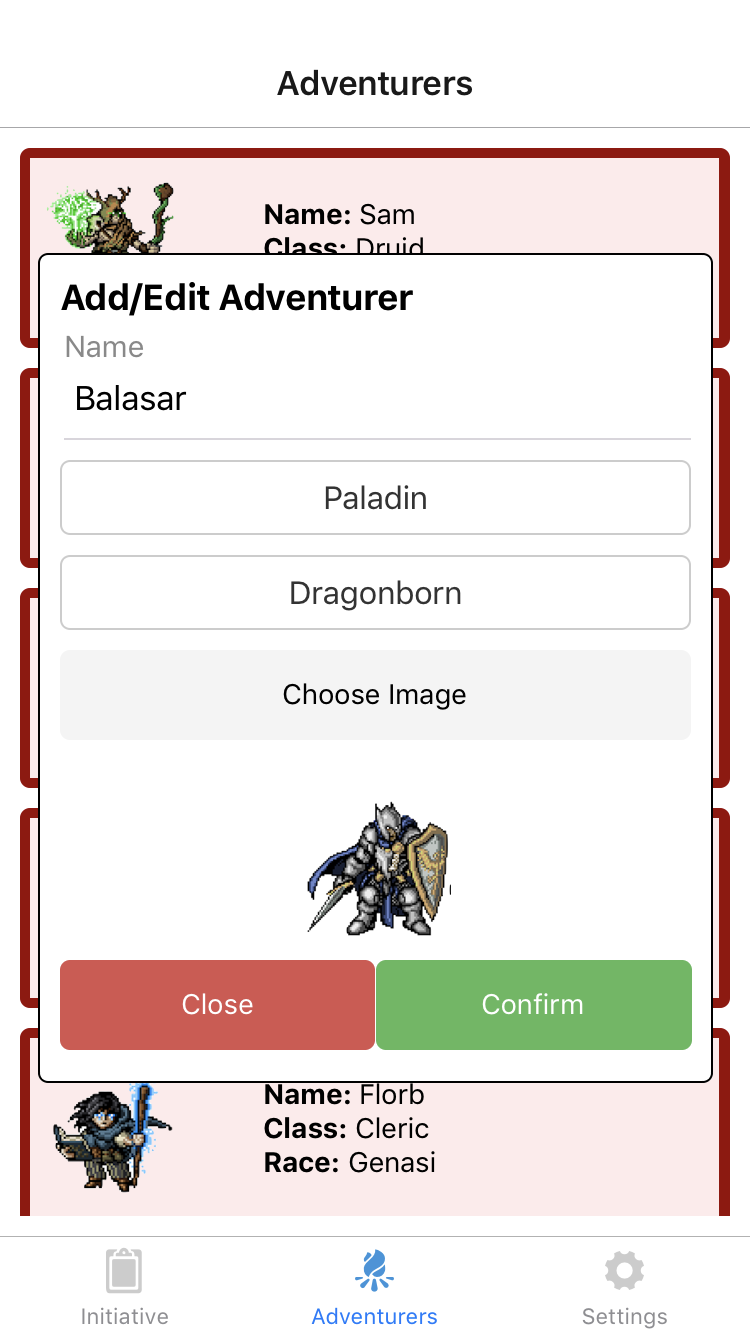 Adventurers
Name: Sam
Class: Druid
Add/Edit Adventurer
Name
Balasar
Paladin
Dragonborn
Choose Image
Close
Confirm
Name: Florb
Class: Cleric
Race: Genasi
Initiative
Adventurers
Settings